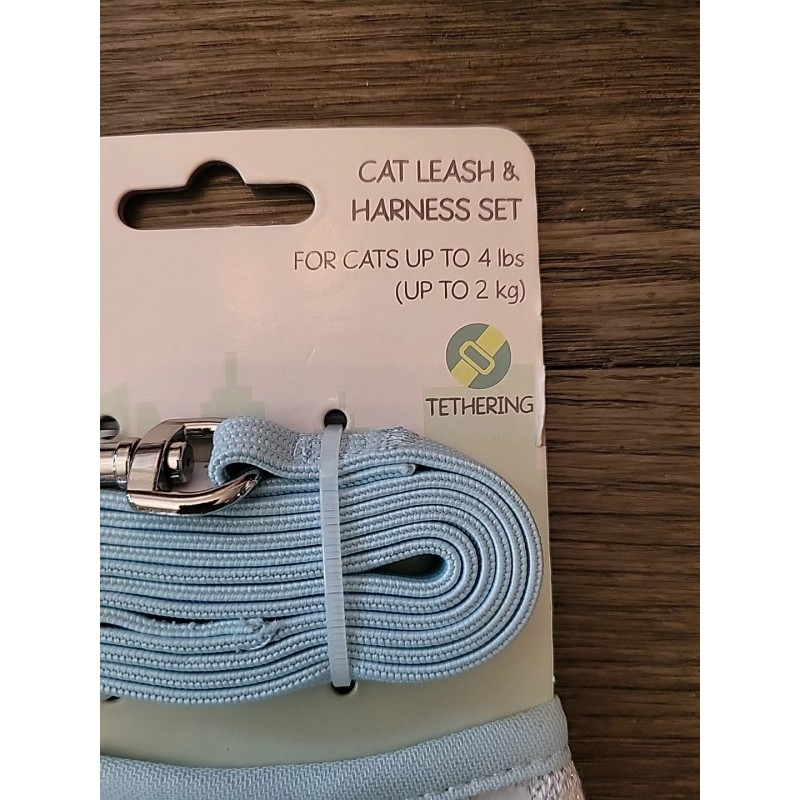 CAT LEASH &
HARNESS SET
FOR CATS UP TO 4 lbs
(UP TO 2 kg)
TETHERING